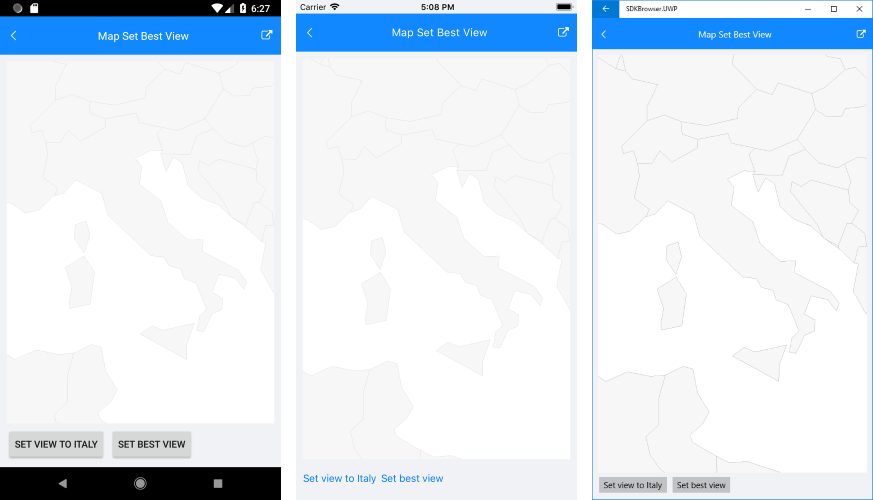 6:27
Map Set Best View
SET VIEW TO ITALY SET BEST VIEW
Carrier 5:08 PM
Map Set Best View
Set view to Italy Set best view
SDKBrowser.UWP
Map Set Best View
Set view to Italy Set best view